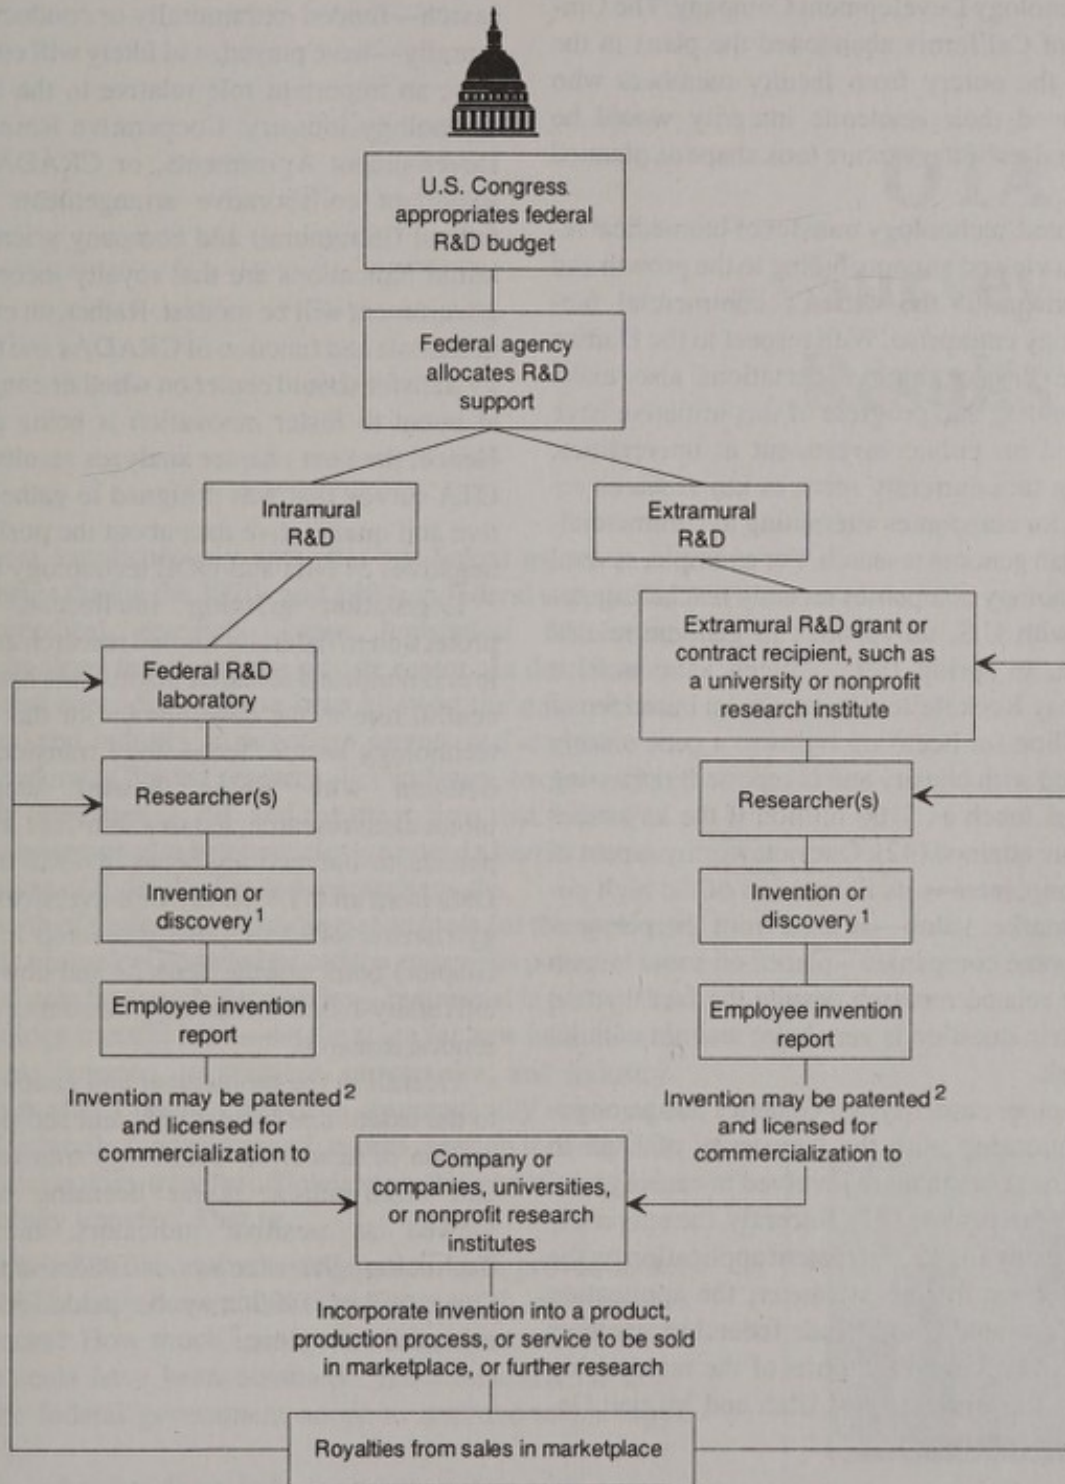 U.S. Congress
appropriates federal
R&D budget
Federal agency
allocates R&D
support
Intramural
R&D
Extramural
R&D
Federal R&D
laboratory
Extramural R&D grant or
contract recipient, such as
a university or nonprofit
research institute
Researcher(s)
Researcher(s)
Invention or
discovery 1
Invention or
discovery 1
Employee invention
report
Employee invention
report
Invention may be patented 2
and licensed for
commercialization to
Invention may be patented 2
and licensed for
commercialization to
Company or
companies, universities,
or nonprofit research
institutes
Incorporate invention into a product,
production process, or service to be sold
in marketplace, or further research
Royalties from sales in marketplace